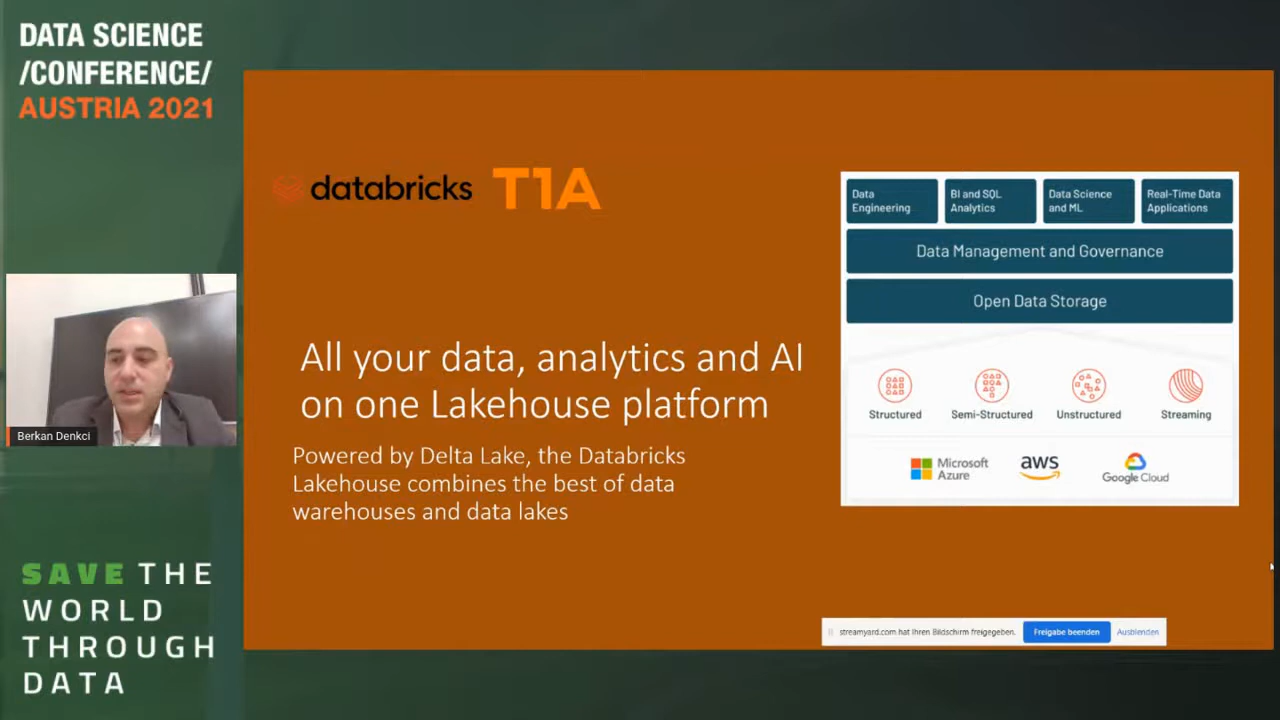 DATA SCIENCE
/CONFERENCE/
AUSTRIA 2021
databricks T1A
All your data, analytics and AI
on one Lakehouse platform
Powered by Delta Lake, the Databricks
Lakehouse combines the best of data
warehouses and data lakes
Data
Engineering
BI and SQL
Analytics
Data Science
and ML
Real-Time Data
Applications
Data Management and Governance
Open Data Storage
Structured
Semi-Structured
Unstructured
Streaming
Microsoft
Azure
aws
Google Cloud
Berkan Denkci
SAVE THE
WORLD
THROUGH
DATA
streamyard.com hat Ihren Bildschirm freigegeben.
Freigabe beenden
Ausblenden